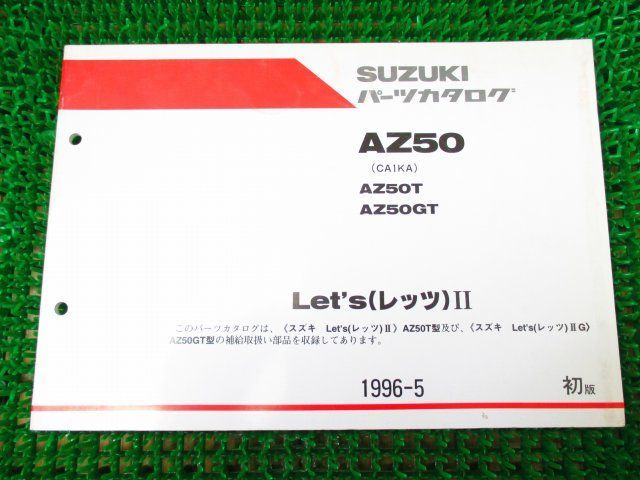 SUZUKI
パーツカタログ
AZ50
(CA1KA)
AZ50T
AZ50GT
Let's(レッツ)II
このパーツカタログは、〈スズキ Let's(レッツ)II〉AZ50T型及び、〈スズキ Let's(レッツ)IIG〉
AZ50GT型の補給取扱い部品を収録してあります。
1996-5 初版